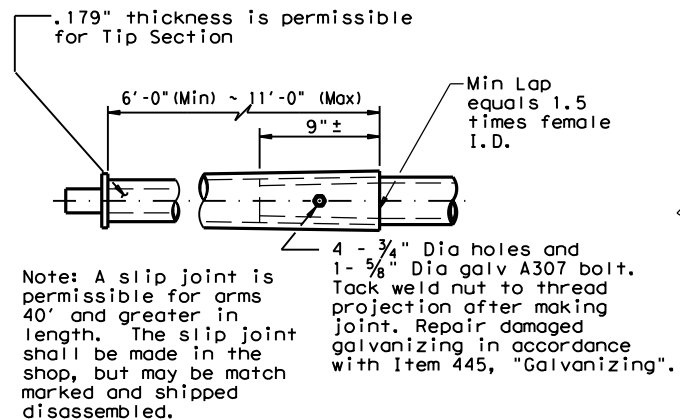 .179" thickness is permissible
for Tip Section
6'-0"(Min) ~ 11'-0" (Max)
9"±
Min Lap
equals 1.5
times female
I.D.
4 - 3/4" Dia holes and
1- 5/8" Dia galv A307 bolt.
Tack weld nut to thread
projection after making
joint. Repair damaged
galvanizing in accordance
with Item 445, "Galvanizing".
Note: A slip joint is
permissible for arms
40' and greater in
length.  The slip joint
shall be made in the
shop, but may be match
marked and shipped
disassembled.